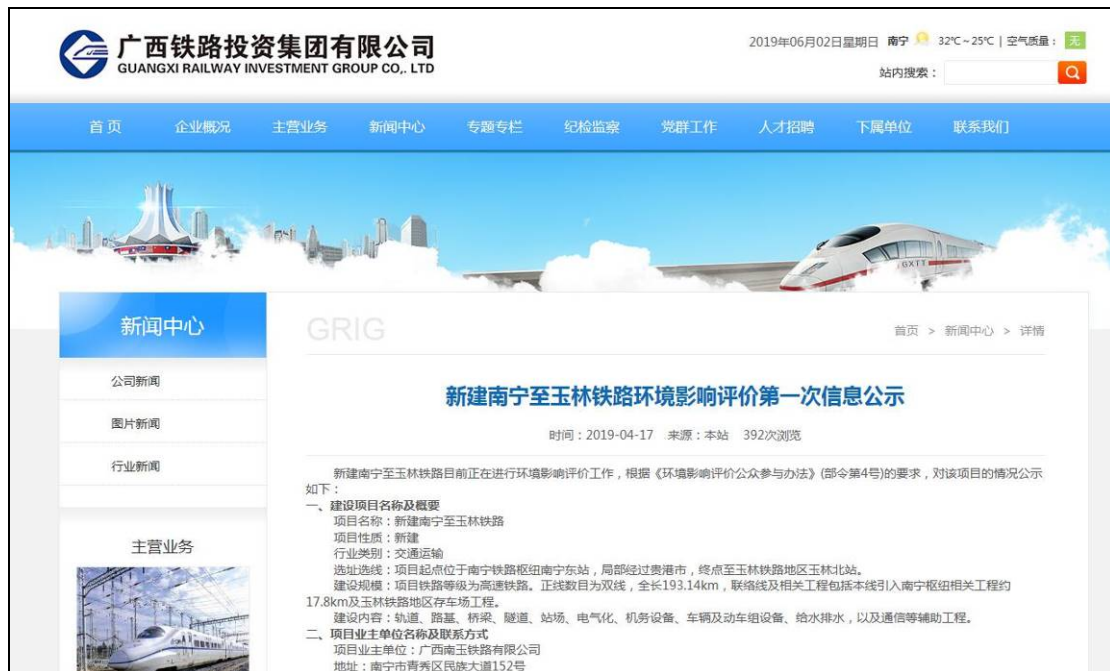 广西铁路投资集团有限公司
GUANGXI RAILWAY INVESTMENT GROUP CO,. LTD
2019年06月02日星期日 南宁 32℃~25℃ | 空气质量： 无
站内搜索：
首 页 企业概况 主营业务 新闻中心 专题专栏 纪检监察 党群工作 人才招聘 下属单位 联系我们
GXTT
新闻中心
公司新闻
图片新闻
行业新闻
主营业务
GRIG
首页 > 新闻中心 > 详情
新建南宁至玉林铁路环境影响评价第一次信息公示
时间：2019-04-17 来源：本站 392次浏览
新建南宁至玉林铁路目前正在进行环境影响评价工作，根据《环境影响评价公众参与办法》(部令第4号)的要求，对该项目的情况公示
如下：
一、建设项目名称及概要
项目名称：新建南宁至玉林铁路
项目性质：新建
行业类别：交通运输
选址选线：项目起点位于南宁铁路枢纽南宁东站，局部经过贵港市，终点至玉林铁路地区玉林北站。
建设规模：项目铁路等级为高速铁路。正线数目为双线，全长193.14km，联络线及相关工程包括本线引入南宁枢纽相关工程约
17.8km及玉林铁路地区存车场工程。
建设内容：轨道、路基、桥梁、隧道、站场、电气化、机务设备、车辆及动车组设备、给水排水，以及通信等辅助工程。
二、项目业主单位名称及联系方式
项目业主单位：广西南玉铁路有限公司
地址：南宁市青秀区民族大道152号